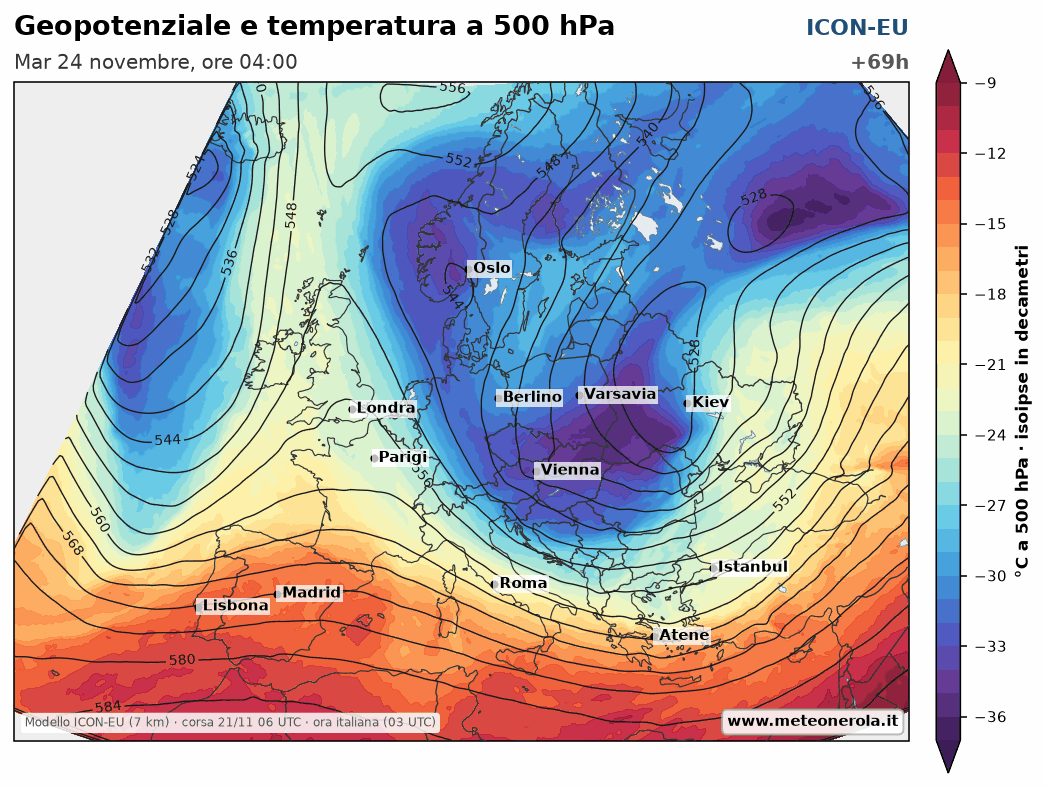 Geopotenziale e temperatura a 500 hPa
ICON-EU
Mar 24 novembre, ore 04:00
+69h
556
536
0
540
552
548
524
528
548
528
532
536
544
Oslo
528
Berlino
Varsavia
Kiev
Londra
544
Parigi
Vienna
556
552
560
568
Istanbul
Roma
Madrid
Lisbona
Atene
580
584
Modello ICON-EU (7 km) · corsa 21/11 06 UTC · ora italiana (03 UTC)
www.meteonerola.it
−9
−12
−15
−18
−21
−24
−27
−30
−33
−36
°C a 500 hPa · isoipse in decametri